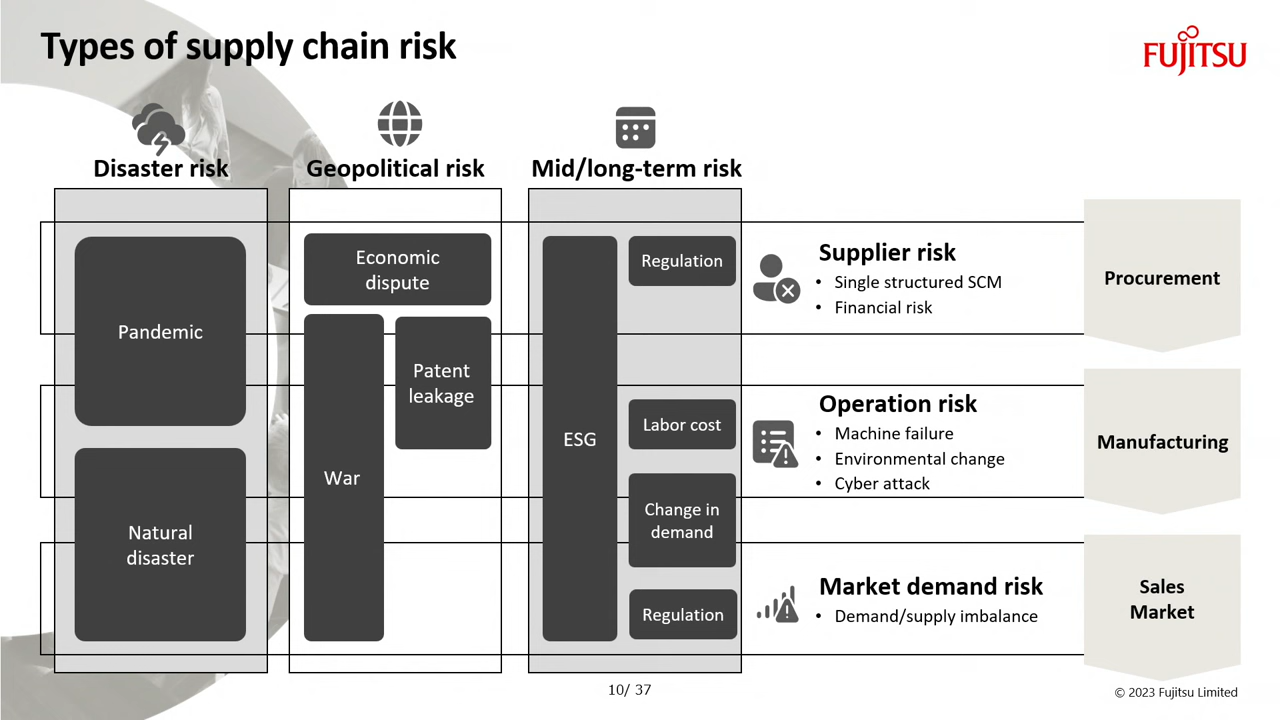 Types of supply chain risk
FUJITSU
Disaster risk
Geopolitical risk
Mid/long-term risk
Pandemic
Natural
disaster
Economic
dispute
War
Patent
leakage
ESG
Regulation
Labor cost
Change in
demand
Regulation
Supplier risk
• Single structured SCM
• Financial risk
Operation risk
• Machine failure
• Environmental change
• Cyber attack
Market demand risk
• Demand/supply imbalance
Procurement
Manufacturing
Sales
Market
10/ 37
© 2023 Fujitsu Limited